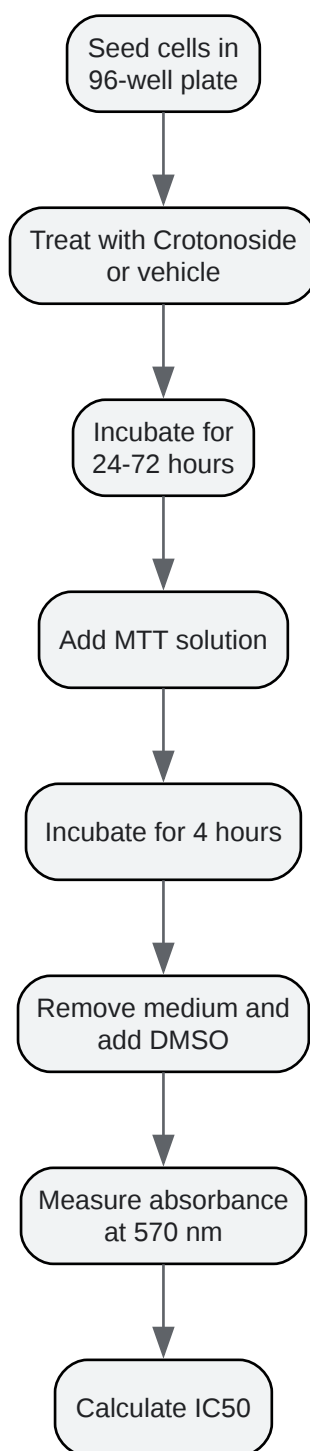 Seed cells in
96-well plate
Treat with Crotonoside
or vehicle
Incubate for
24-72 hours
Add MTT solution
Incubate for 4 hours
Remove medium and
add DMSO
Measure absorbance
at 570 nm
Calculate IC50